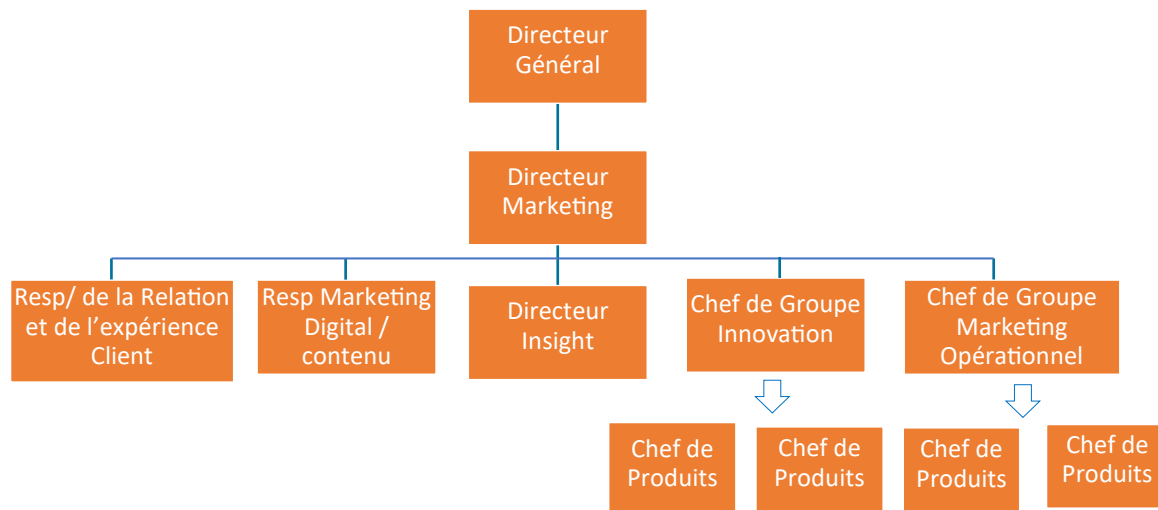 Directeur
Général
Directeur
Marketing
Resp/ de la Relation
et de l’expérience
Client
Resp Marketing
Digital /
contenu
Directeur
Insight
Chef de Groupe
Innovation
Chef de Groupe
Marketing
Opérationnel
Chef de
Produits
Chef de
Produits
Chef de
Produits
Chef de
Produits